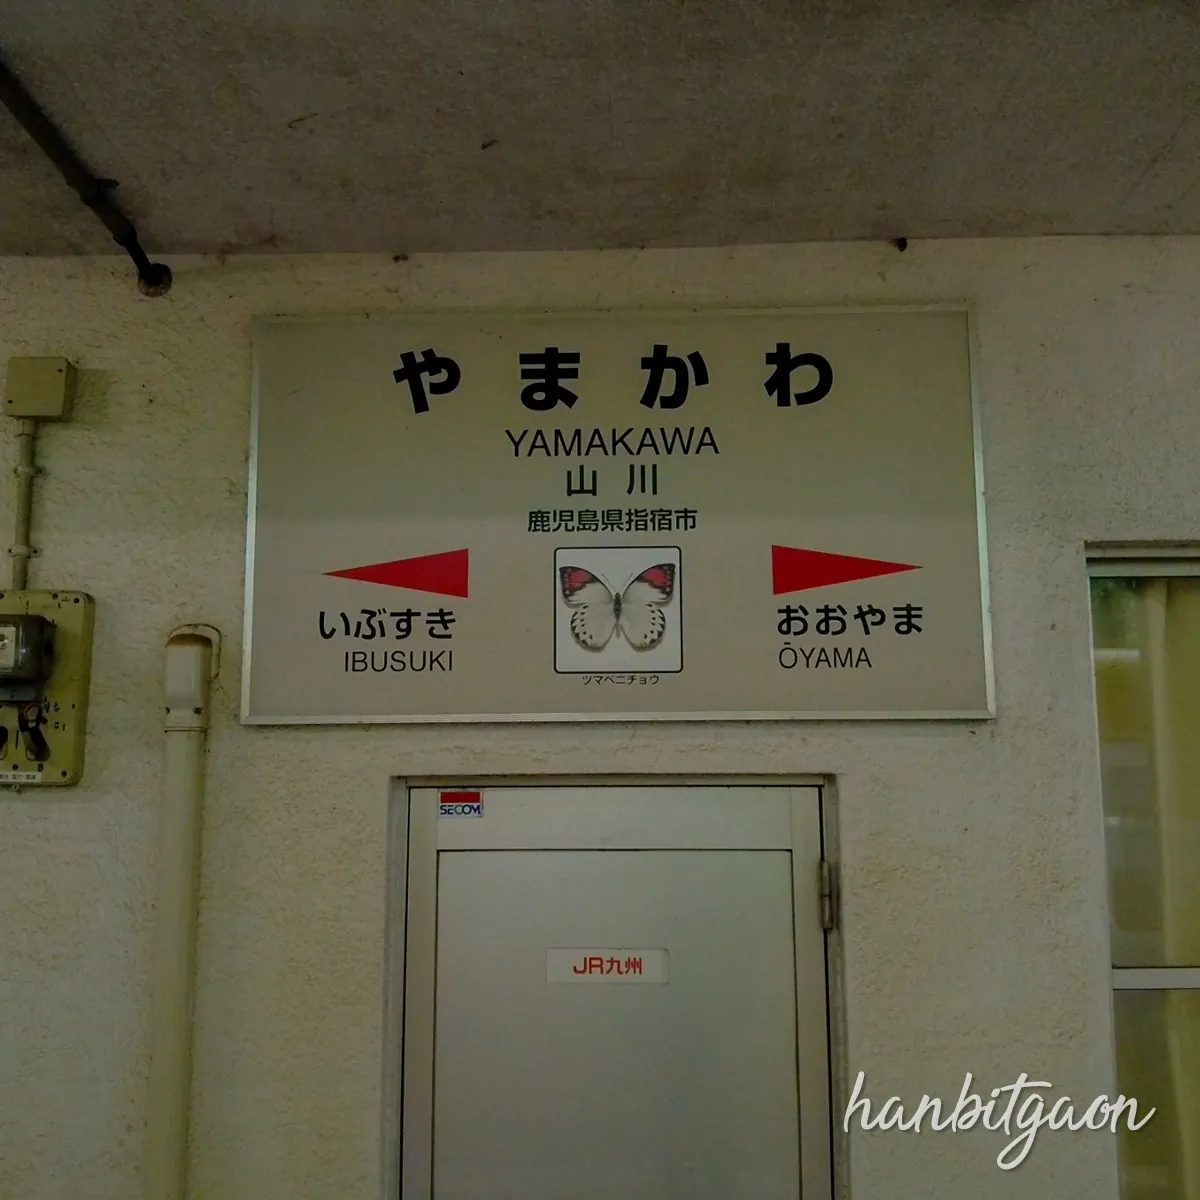 やまかわ
YAMAKAWA
山川
鹿児島県指宿市
いぶすき
IBUSUKI
おおやま
ŌYAMA
ツマベニチョウ
SECOM
JR九州
hanbitgaon